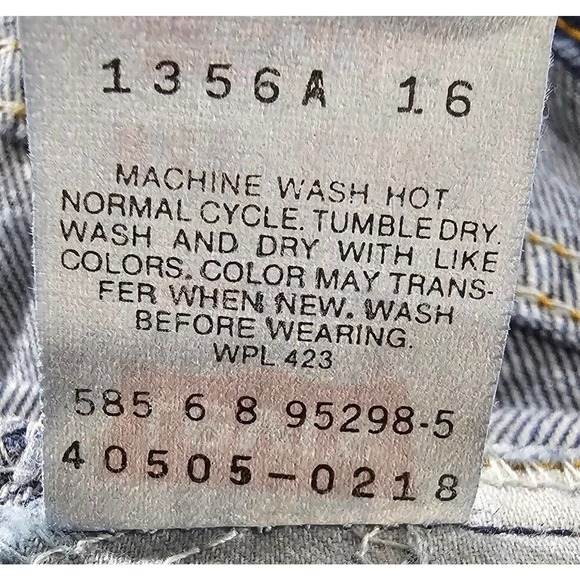 1356A 16
MACHINE WASH HOT
NORMAL CYCLE. TUMBLE DRY.
WASH AND DRY WITH LIKE
COLORS. COLOR MAY TRANS-
FER WHEN NEW. WASH
BEFORE WEARING.
WPL 423
585 6 8 95298-5
40505-0218